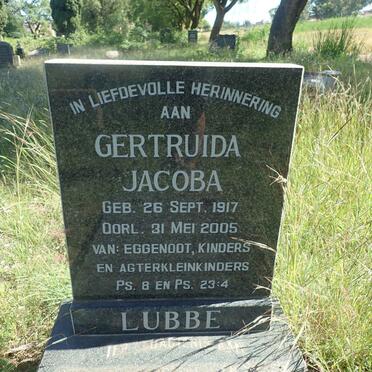 IN LIEFDEVOLLE HERINNERING
AAN
GERTRUIDA
JACOBA
GEB. 26 SEPT. 1917
OORL. 31 MEI 2005
VAN: EGGENOOT, KINDERS
EN AGTERKLEINKINDERS
PS. 8 EN PS. 23:4
LUBBE